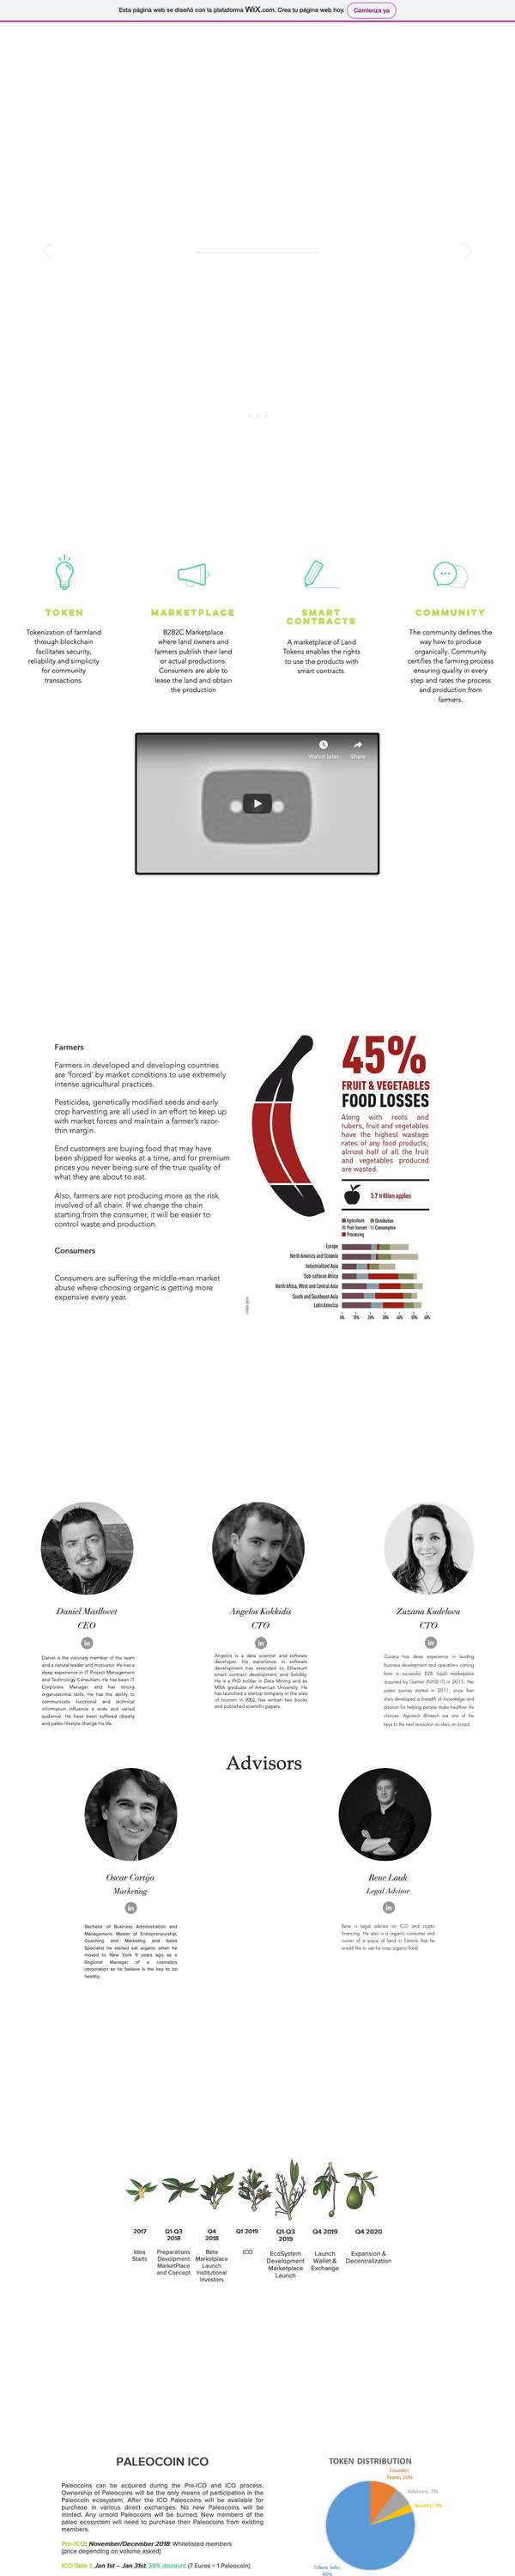 Esta página web se diseñó con la plataforma WiX.com. Crea tu página web hoy. Comienza ya
TOKEN
Tokenization of farmland
through blockchain
facilitates security,
reliability and simplicity
for community
transactions.
MARKETPLACE
B2B2C Marketplace
where land owners and
farmers publish their land
or actual productions.
Consumers are able to
lease the land and obtain
the production
SMART
CONTRACTS
A marketplace of Land
Tokens enables the rights
to use the products with
smart contracts.
COMMUNITY
The community defines the
way how to produce
organically. Community
certifies the farming process
ensuring quality in every
step and rates the process
and production from
farmers.
Watch later
Share
Farmers
Farmers in developed and developing countries
are 'forced' by market conditions to use extremely
intense agricultural practices.
Pesticides, genetically modified seeds and early
crop harvesting are all used in an effort to keep up
with market forces and maintain a farmer's razor-
thin margin.
End customers are buying food that may have
been shipped for weeks at a time, and for premium
prices you never being sure of the true quality of
what they are about to eat.
Also, farmers are not producing more as the risk
involved of all chain. If we change the chain
starting from the consumer, it will be easier to
control waste and production.
Consumers
Consumers are suffering the middle-man market
abuse where choosing organic is getting more
expensive every year.
45%
FRUIT & VEGETABLES
FOOD LOSSES
Along with roots and
tubers, fruit and vegetables
have the highest wastage
rates of any food products;
almost half of all the fruit
and vegetables produced
are wasted.
3.7 trillion apples
Agriculture Distribution
Post-harvest Consumption
Processing
Europe
North America and Oceania
Industrialized Asia
Sub-saharan Africa
North Africa, West and Central Asia
South and Southeast Asia
Latin America
0% 10% 20% 30% 40% 50% 60%
Daniel Masllovet
CEO
Daniel is the visionary member of the team
and a natural leader and motivator. He has a
deep experience in IT Project Management
and Technology Consultant. He has been IT
Corporate Manager and has strong
organizational skills. He has the ability to
communicate functional and technical
information influence a wide and varied
audience. He have been suffered obesity
and paleo-lifestyle change his life.
Angelos Kokkidis
CTO
Angelos is a data scientist and software
developer. His experience in software
development has extended to Ethereum
smart contract development and Solidity.
He is a PhD holder in Data Mining and an
MBA graduate of American University. He
has launched a startup company in the area
of tourism in 2002, has written two books
and published scientific papers.
Zuzana Kudelova
CTO
Zuzana has deep experience in leading
business development and operations coming
from a successful B2B SaaS marketplace
acquired by Gartner (NYSE:IT) in 2015. Her
paleo journey started in 2011, since then
she's developed a breadth of knowledge and
passion for helping people make healthier life
choices. Agrotech Biotech are one of the
keys to the next revolution so she's on board.
Advisors
Oscar Cortijo
Marketing
Bachelor of Business Administration and
Management, Master of Entrepreneurship,
Coaching and Marketing and Sales
Specialist he started eat organic when he
moved to New York 9 years ago as a
Regional Manager of a cosmetics
corporation as he believe is the key to be
healthy.
Rene Lauk
Legal Advisor
Rene is legal advisor on ICO and crypto
financing. He also is a organic consumer and
owner of a piece of land in Estonia that he
would like to use for crop organic food
2017
Idea
Starts
Q1-Q3
2018
Preparations
Devolpment
MarketPlace
and Concept
Q4
2018
Beta
Marketplace
Launch
Institutional
Investors
Q1 2019
ICO
Q1-Q3
2019
EcoSystem
Development
Marketplace
Launch
Q4 2019
Launch
Wallet &
Exchange
Q4 2020
Expansion &
Decentralization
PALEOCOIN ICO
Paleocoins can be acquired during the Pre-ICO and ICO process.
Ownership of Paleocoins will be the only means of participation in the
Paleocoin ecosystem. After the ICO Paleocoins will be available for
purchase in various direct exchanges. No new Paleocoins will be
minted. Any unsold Paleocoins will be burned. New members of the
paleo ecosystem will need to purchase their Paleocoins from existing
members.
Pre-ICO: November/December 2018: Whitelisted members
(price depending on volume asked)
ICO Sale I: Jan 1st – Jan 31st 30% discount (7 Euros = 1 Paleocoin)
TOKEN DISTRIBUTION
Founder
Team; 10%
Advisors; 7%
Token Sale;
80%